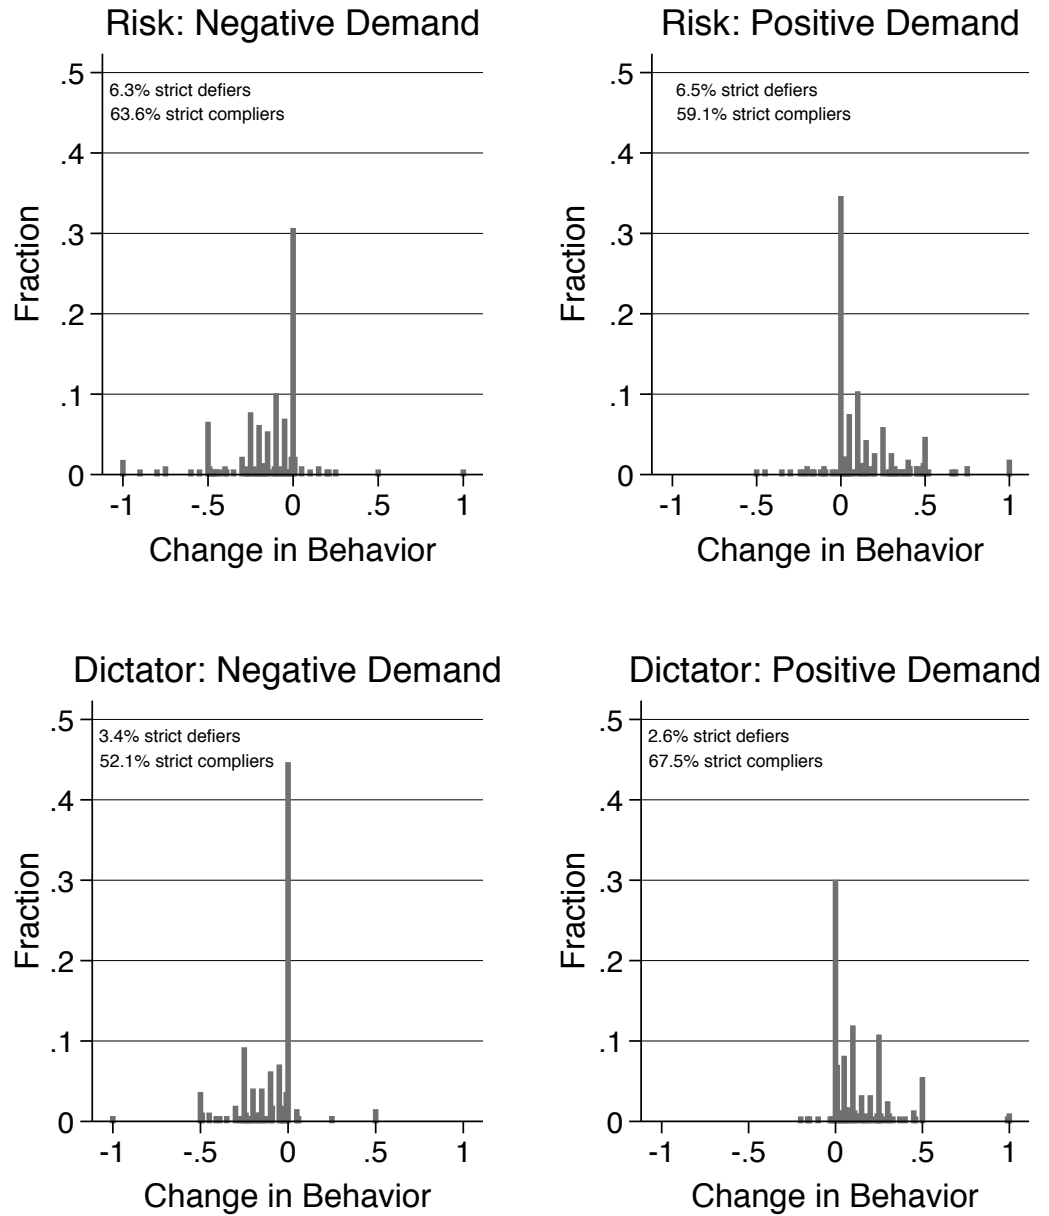 Risk: Negative Demand
6.3% strict defiers
63.6% strict compliers
Fraction
.5
.4
.3
.2
.1
0
-1 -.5 0 .5 1
Change in Behavior
Risk: Positive Demand
6.5% strict defiers
59.1% strict compliers
Fraction
.5
.4
.3
.2
.1
0
-1 -.5 0 .5 1
Change in Behavior
Dictator: Negative Demand
3.4% strict defiers
52.1% strict compliers
Fraction
.5
.4
.3
.2
.1
0
-1 -.5 0 .5 1
Change in Behavior
Dictator: Positive Demand
2.6% strict defiers
67.5% strict compliers
Fraction
.5
.4
.3
.2
.1
0
-1 -.5 0 .5 1
Change in Behavior